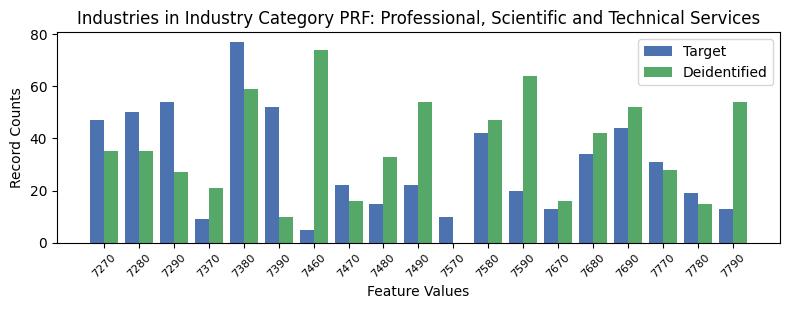 Industries in Industry Category PRF: Professional, Scientific and Technical Services
Target
Deidentified
Record Counts
80
60
40
20
0
7270 7280 7290 7370 7380 7390 7460 7470 7480 7490 7570 7580 7590 7670 7680 7690 7770 7780 7790
Feature Values